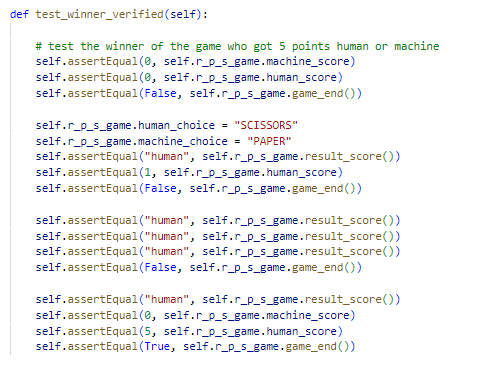 def test_winner_verified(self):
# test the winner of the game who got 5 points human or machine
self.assertEqual(0, self.r_p_s_game.machine_score)
self.assertEqual(0, self.r_p_s_game.human_score)
self.assertEqual(False, self.r_p_s_game.game_end())
self.r_p_s_game.human_choice = "SCISSORS"
self.r_p_s_game.machine_choice = "PAPER"
self.assertEqual("human", self.r_p_s_game.result_score())
self.assertEqual(1, self.r_p_s_game.human_score)
self.assertEqual(False, self.r_p_s_game.game_end())
self.assertEqual("human", self.r_p_s_game.result_score())
self.assertEqual("human", self.r_p_s_game.result_score())
self.assertEqual("human", self.r_p_s_game.result_score())
self.assertEqual(False, self.r_p_s_game.game_end())
self.assertEqual("human", self.r_p_s_game.result_score())
self.assertEqual(0, self.r_p_s_game.machine_score)
self.assertEqual(5, self.r_p_s_game.human_score)
self.assertEqual(True, self.r_p_s_game.game_end())